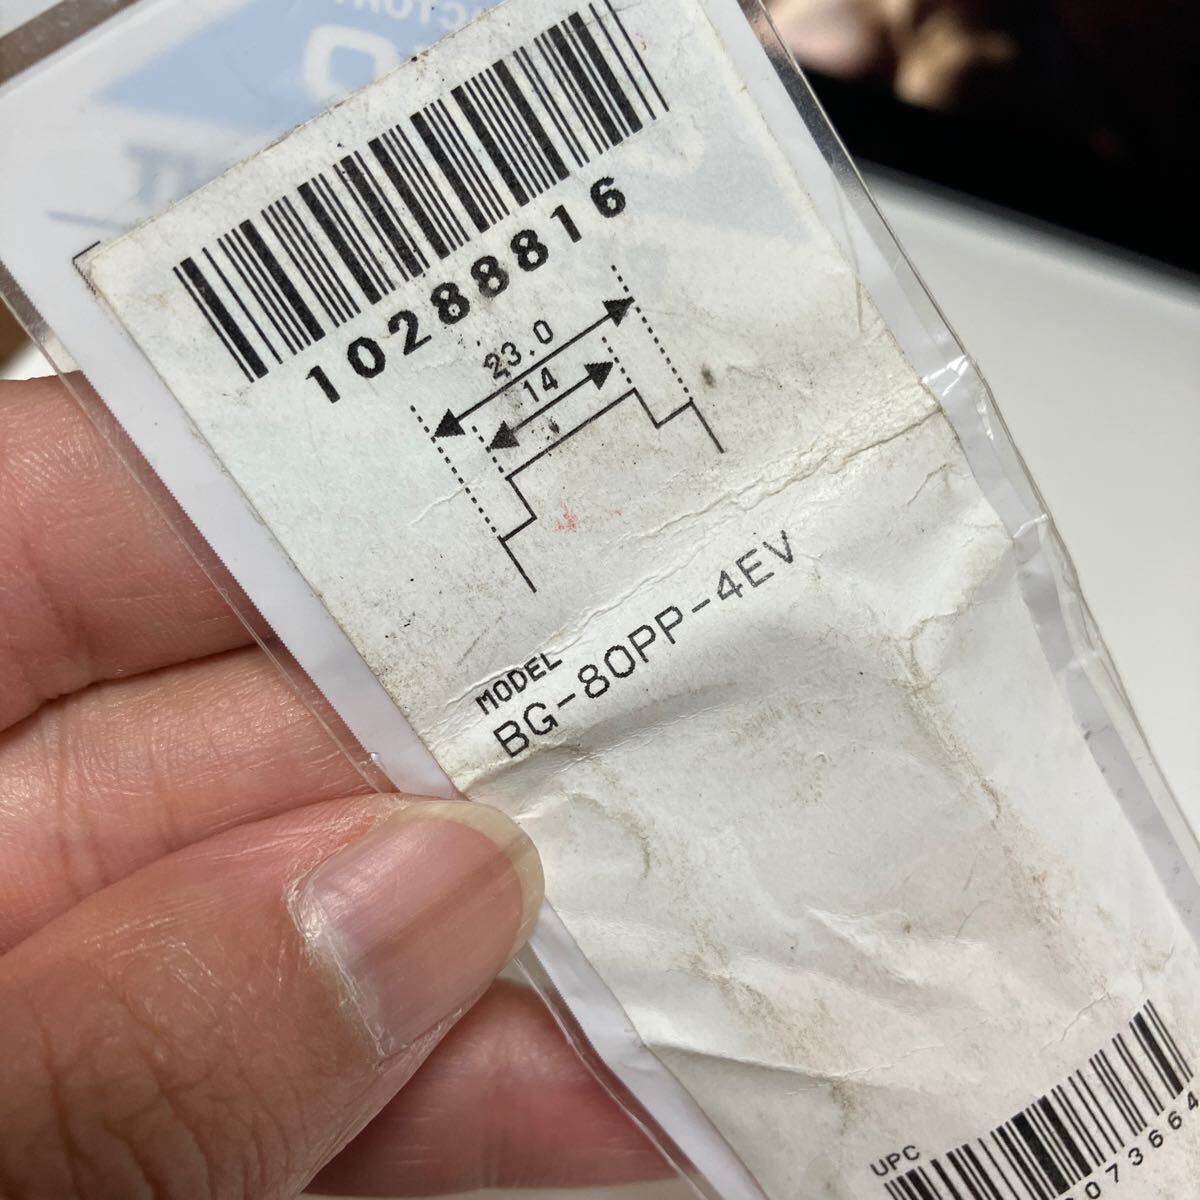 10288816
23.0
14
MODEL
BG-80PP-4EV
UPC